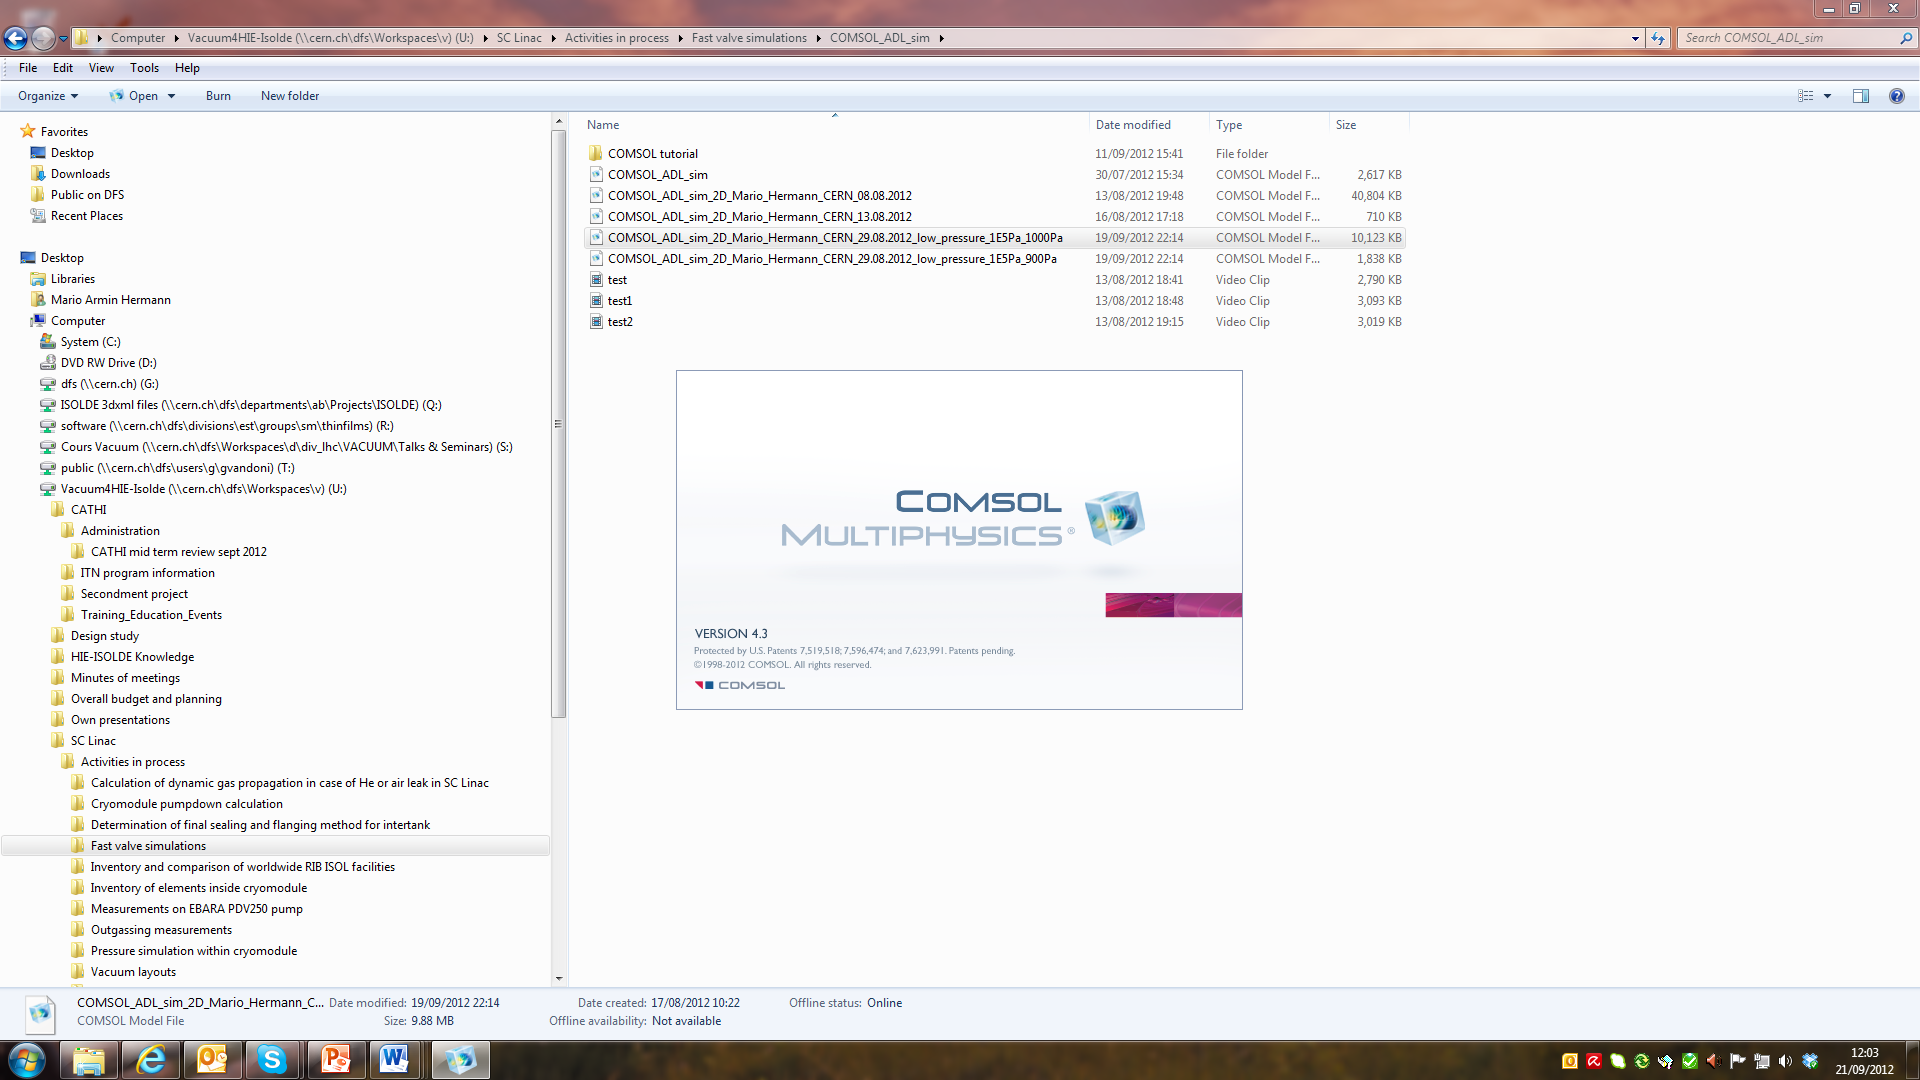 Computer Vacuum4HIE-Isolde (\\cern.ch\dfs\Workspaces\v) (U:) SC Linac Activities in process Fast valve simulations COMSOL_ADL_sim
Search COMSOL_ADL_sim
File Edit View Tools Help
Organize Open Burn New folder
Favorites
Desktop
Downloads
Public on DFS
Recent Places
Desktop
Libraries
Mario Armin Hermann
Computer
System (C:)
DVD RW Drive (D:)
dfs (\\cern.ch) (G:)
ISOLDE 3dxml files (\\cern.ch\dfs\departments\ab\Projects\ISOLDE) (Q:)
software (\\cern.ch\dfs\divisions\est\groups\sm\thinfilms) (R:)
Cours Vacuum (\\cern.ch\dfs\Workspaces\d\div_lhc\VACUUM\Talks & Seminars) (S:)
public (\\cern.ch\dfs\users\g\gvandoni) (T:)
Vacuum4HIE-Isolde (\\cern.ch\dfs\Workspaces\v) (U:)
CATHI
Administration
CATHI mid term review sept 2012
ITN program information
Secondment project
Training_Education_Events
Design study
HIE-ISOLDE Knowledge
Minutes of meetings
Overall budget and planning
Own presentations
SC Linac
Activities in process
Calculation of dynamic gas propagation in case of He or air leak in SC Linac
Cryomodule pumpdown calculation
Determination of final sealing and flanging method for intertank
Fast valve simulations
Inventory and comparison of worldwide RIB ISOL facilities
Inventory of elements inside cryomodule
Measurements on EBARA PDV250 pump
Outgassing measurements
Pressure simulation within cryomodule
Vacuum layouts
Name Date modified Type Size
COMSOL tutorial 11/09/2012 15:41 File folder
COMSOL_ADL_sim 30/07/2012 15:34 COMSOL Model F... 2,617 KB
COMSOL_ADL_sim_2D_Mario_Hermann_CERN_08.08.2012 13/08/2012 19:48 COMSOL Model F... 40,804 KB
COMSOL_ADL_sim_2D_Mario_Hermann_CERN_13.08.2012 16/08/2012 17:18 COMSOL Model F... 710 KB
COMSOL_ADL_sim_2D_Mario_Hermann_CERN_29.08.2012_low_pressure_1E5Pa_1000Pa 19/09/2012 22:14 COMSOL Model F... 10,123 KB
COMSOL_ADL_sim_2D_Mario_Hermann_CERN_29.08.2012_low_pressure_1E5Pa_900Pa 19/09/2012 22:14 COMSOL Model F... 1,838 KB
test 13/08/2012 18:41 Video Clip 2,790 KB
test1 13/08/2012 18:48 Video Clip 3,093 KB
test2 13/08/2012 19:15 Video Clip 3,019 KB
COMSOL
MULTIPHYSICS®
VERSION 4.3
Protected by U.S. Patents 7,519,518; 7,596,474; and 7,623,991. Patents pending.
©1998-2012 COMSOL. All rights reserved.
COMSOL
COMSOL_ADL_sim_2D_Mario_Hermann_C... Date modified: 19/09/2012 22:14 Date created: 17/08/2012 10:22 Offline status: Online
COMSOL Model File Size: 9.88 MB Offline availability: Not available
12:03
21/09/2012